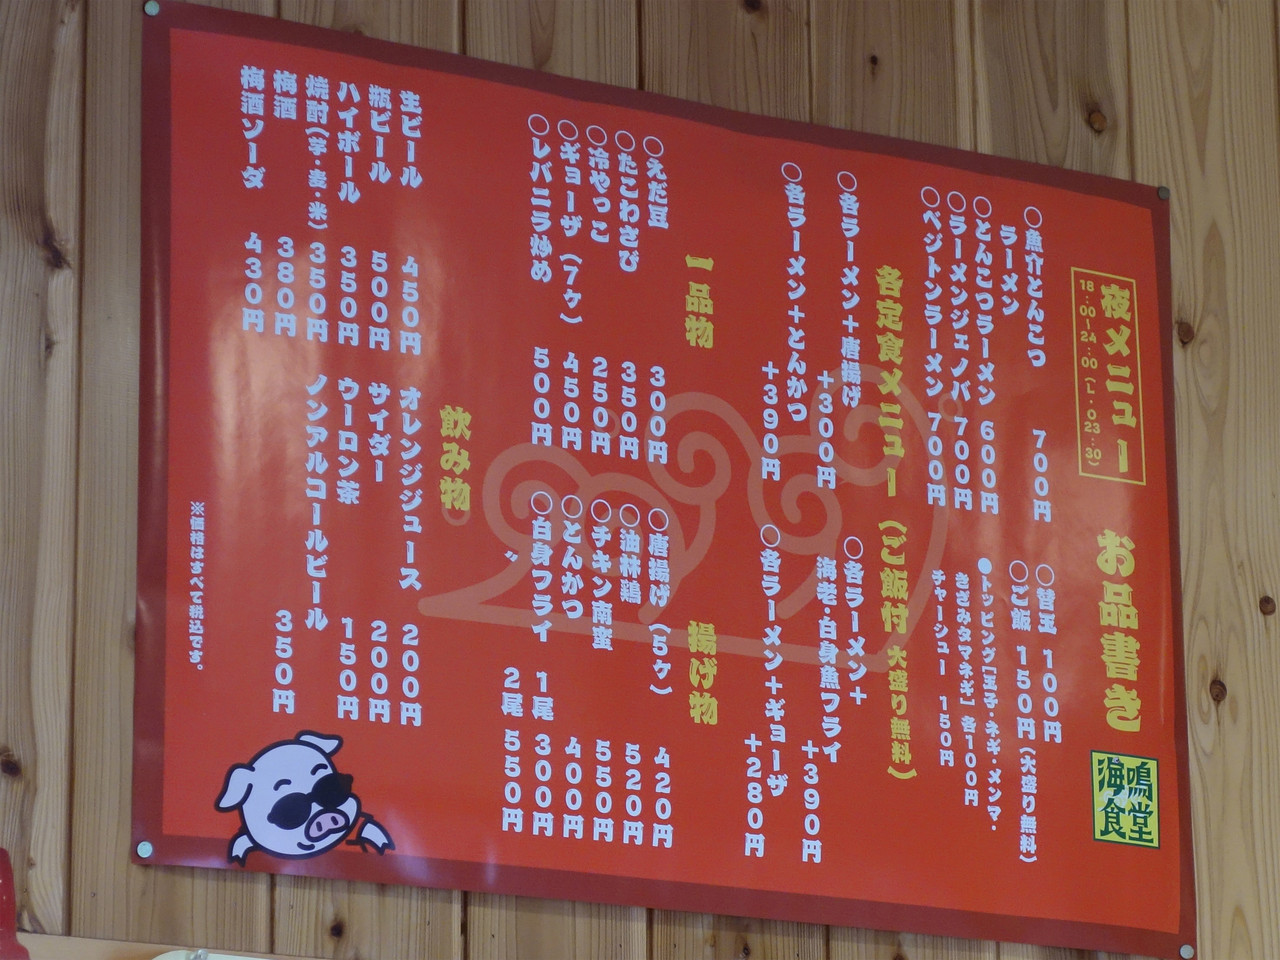 夜メニュー
18:00~24:00(L.O23:30)
お品書き
海鳴食堂
○魚介とんこつ
ラーメン 700円
○とんこつラーメン 600円
○ラーメンジェノバ 700円
○ベジトンラーメン 700円
○替玉 100円
○ご飯 150円(大盛り無料)
●トッピング[玉子・ネギ・メンマ・
きざみタマネギ] 各100円
チャーシュー 150円
各定食メニュー(ご飯付 大盛り無料)
○各ラーメン+唐揚げ
+300円
○各ラーメン+とんかつ
+390円
○各ラーメン+
海老・白身魚フライ
+390円
○各ラーメン+ギョーザ
+280円
一品物
○えだ豆 300円
○たこわさび 350円
○冷やっこ 250円
○ギョーザ(7ヶ) 450円
○レバニラ炒め 500円
揚げ物
○唐揚げ(5ヶ) 420円
○油林鶏 520円
○チキン南蛮 550円
○とんかつ 400円
○白身フライ 1尾 300円
〃 2尾 550円
飲み物
生ビール 450円
瓶ビール 500円
ハイボール 350円
焼酎(芋・麦・米) 350円
梅酒 380円
梅酒ソーダ 430円
オレンジジュース 200円
サイダー 200円
ウーロン茶 150円
ノンアルコールビール
350円
※価格はすべて税込です。